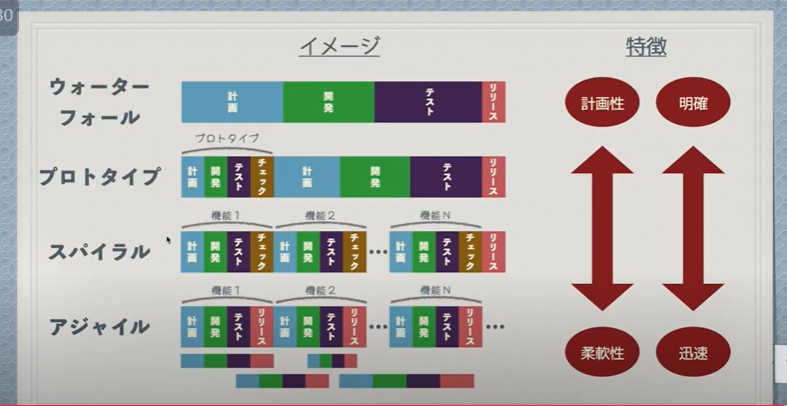 30
イメージ
特徴
ウォーター
フォール
計画
開発
テスト
リリース
計画性
明確
プロトタイプ
プロトタイプ
計画
開発
テスト
チェック
計画
開発
テスト
リリース
機能1
機能2
機能N
スパイラル
計画
開発
テスト
チェック
計画
開発
テスト
チェック
•••
計画
開発
テスト
チェック
リリース
機能1
機能2
機能N
アジャイル
計画
開発
テスト
リリース
計画
開発
テスト
リリース
•••
計画
開発
テスト
リリース
•••
柔軟性
迅速